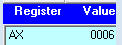 Register Value
AX 0006